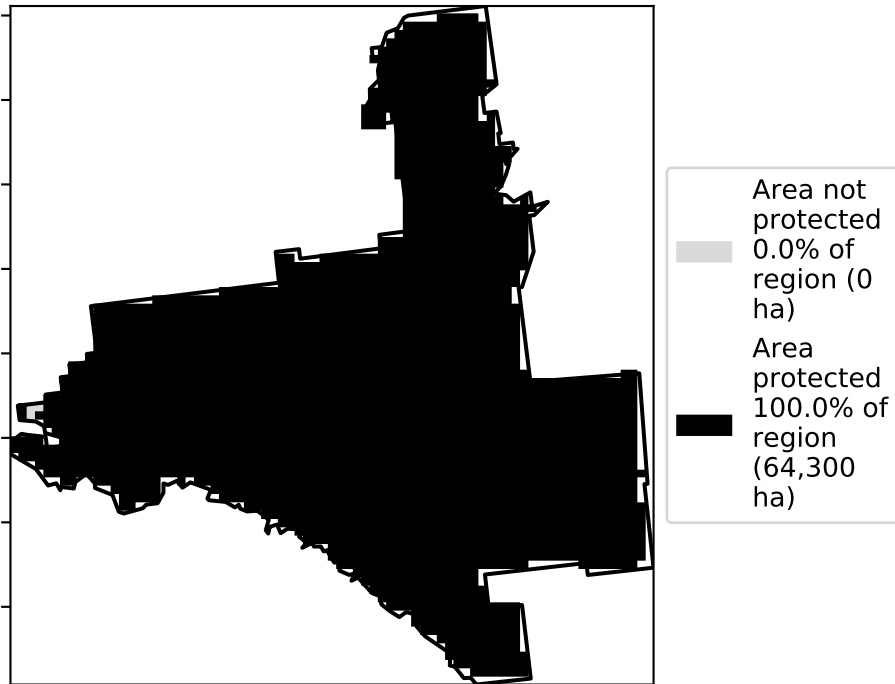 Area not
protected
0.0% of
region (0
ha)
Area
protected
100.0% of
region
(64,300
ha)